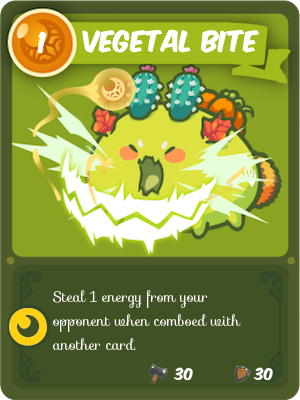 1 VEGETAL BITE
Steal 1 energy from your
opponent when comboed with
another card.
30 30